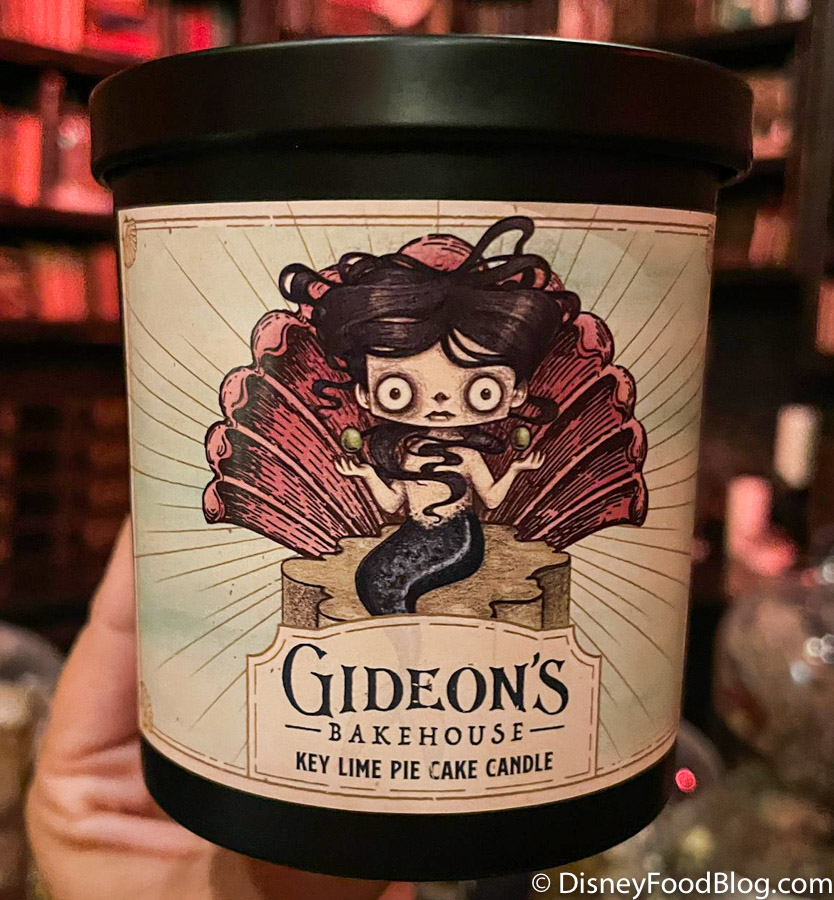 GIDEON'S
BAKEHOUSE
KEY LIME PIE CAKE CANDLE
© DisneyFoodBlog.com